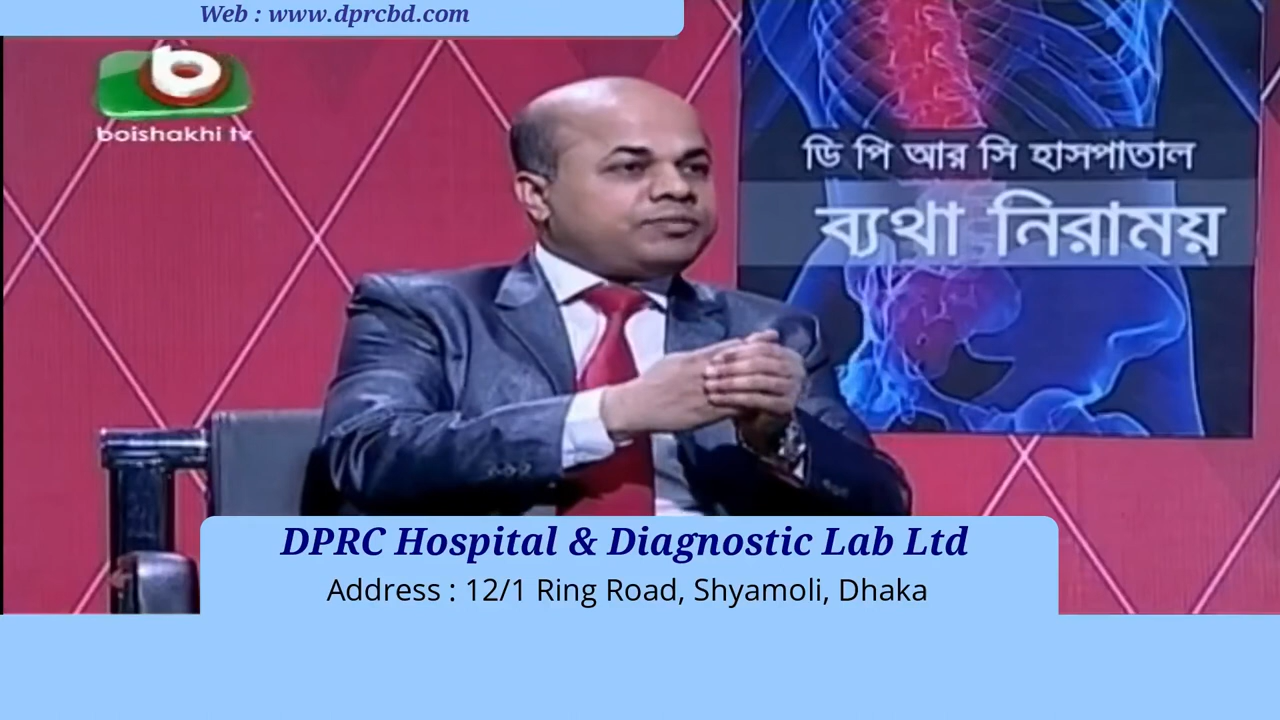 Web : www.dprcbd.com
boishakhi tv
ডি পি আর সি হাসপাতাল
ব্যথা নিরাময়
DPRC Hospital & Diagnostic Lab Ltd
Address : 12/1 Ring Road, Shyamoli, Dhaka